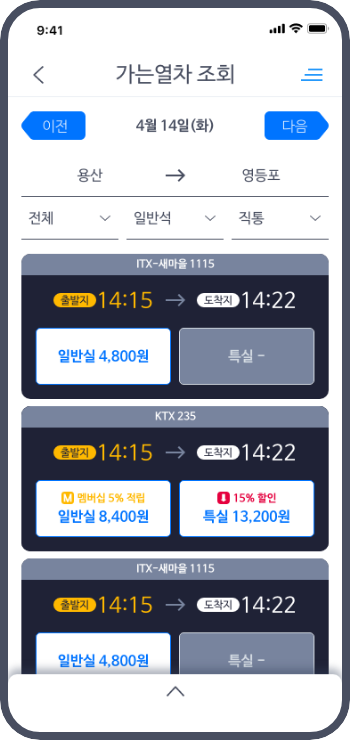 9:41
가는열차 조회
이전 4월 14일(화) 다음
용산 영등포
전체 일반석 직통
ITX-새마을 1115
출발지 14:15 도착지 14:22
일반실 4,800원 특실 -
KTX 235
출발지 14:15 도착지 14:22
M 멤버십 5% 적립 15% 할인
일반실 8,400원 특실 13,200원
ITX-새마을 1115
출발지 14:15 도착지 14:22
일반실 4,800원 특실 -